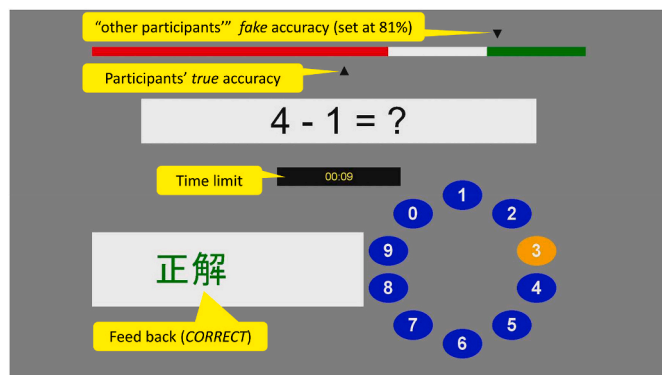 “other participants’” fake accuracy (set at 81%)
Participants’ true accuracy
4 - 1 = ?
Time limit
00:09
1
0
2
9
3
正解
8
4
7
5
6
Feed back (CORRECT)